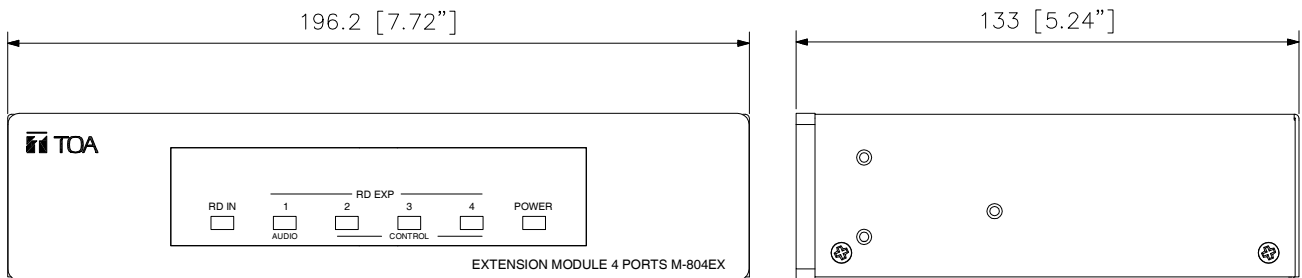 196.2 [7.72”]
133 [5.24”]
TOA
RD EXP
RD IN 1 2 3 4 POWER
AUDIO CONTROL
EXTENSION MODULE 4 PORTS M-804EX